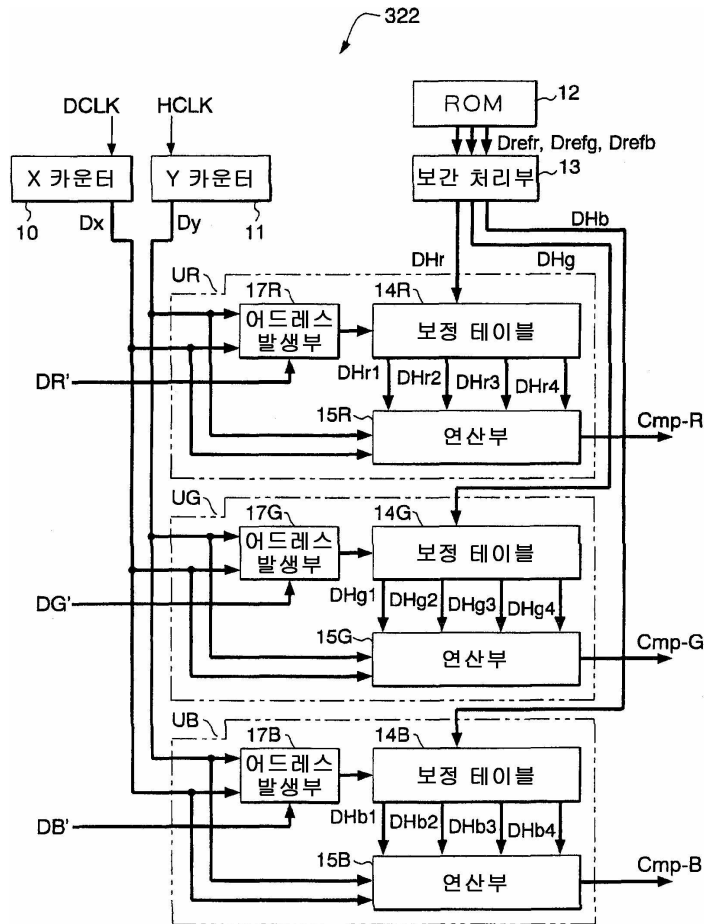 322
DCLK
HCLK
ROM
12
Drefr, Drefg, Drefb
X 카운터
Y 카운터
보간 처리부
13
10
Dx
Dy
11
DHb
DHr
DHg
UR
17R
14R
어드레스
발생부
보정 테이블
DR'
DHr1
DHr2
DHr3
DHr4
15R
연산부
Cmp-R
UG
17G
14G
어드레스
발생부
보정 테이블
DG'
DHg1
DHg2
DHg3
DHg4
15G
연산부
Cmp-G
UB
17B
14B
어드레스
발생부
보정 테이블
DB'
DHb1
DHb2
DHb3
DHb4
15B
연산부
Cmp-B